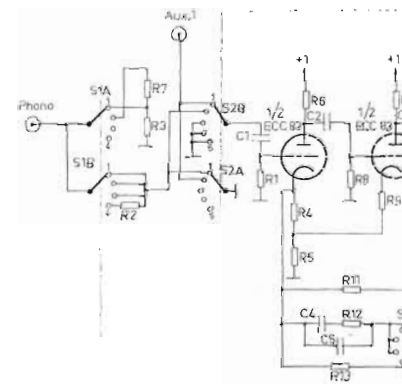 Aux.1
+1
+1
S1A
R7
R6
Phono
S2B
1/2
ECC 83
C2
1/2
ECC 83
R3
C1
S1B
R1
R8
R9
S2A
R2
R4
R5
R11
C4
R12
C5
R13